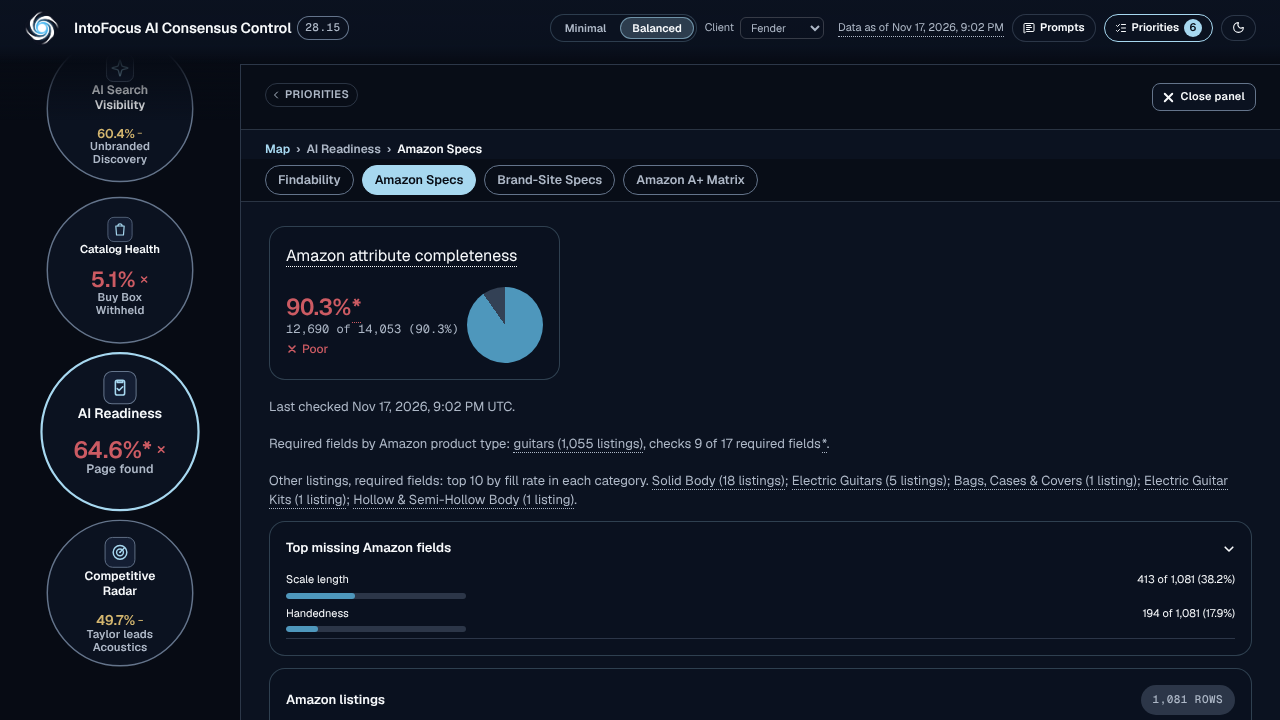 IntoFocus AI Consensus Control 28.15
Minimal Balanced Client Fender Data as of Nov 17, 2026, 9:02 PM Prompts Priorities 6
AI Search
Visibility
60.4% –
Unbranded
Discovery
Catalog Health
5.1% ×
Buy Box
Withheld
AI Readiness
64.6%* ×
Page found
Competitive
Radar
49.7% –
Taylor leads
Acoustics
‹ PRIORITIES
× Close panel
Map › AI Readiness › Amazon Specs
Findability Amazon Specs Brand-Site Specs Amazon A+ Matrix
Amazon attribute completeness
90.3%*
12,690 of 14,053 (90.3%)
× Poor
Last checked Nov 17, 2026, 9:02 PM UTC.
Required fields by Amazon product type: guitars (1,055 listings), checks 9 of 17 required fields*.
Other listings, required fields: top 10 by fill rate in each category. Solid Body (18 listings); Electric Guitars (5 listings); Bags, Cases & Covers (1 listing); Electric Guitar
Kits (1 listing); Hollow & Semi-Hollow Body (1 listing).
Top missing Amazon fields
Scale length 413 of 1,081 (38.2%)
Handedness 194 of 1,081 (17.9%)
Amazon listings 1,081 ROWS